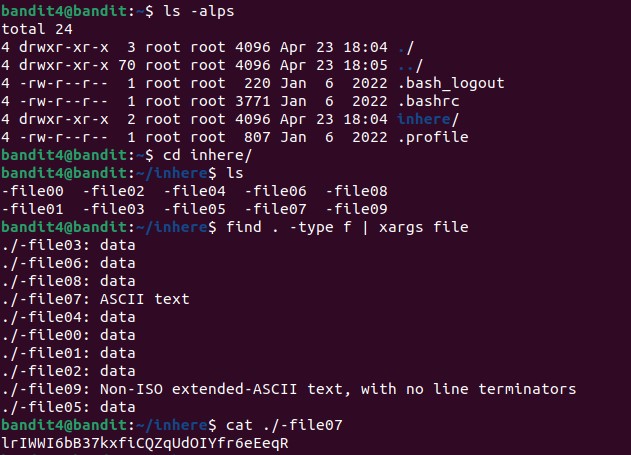 bandit4@bandit:~$ ls -alps
total 24
4 drwxr-xr-x  3 root root 4096 Apr 23 18:04 ./
4 drwxr-xr-x 70 root root 4096 Apr 23 18:05 ../
4 -rw-r--r--  1 root root  220 Jan  6  2022 .bash_logout
4 -rw-r--r--  1 root root 3771 Jan  6  2022 .bashrc
4 drwxr-xr-x  2 root root 4096 Apr 23 18:04 inhere/
4 -rw-r--r--  1 root root  807 Jan  6  2022 .profile
bandit4@bandit:~$ cd inhere/
bandit4@bandit:~/inhere$ ls
-file00  -file02  -file04  -file06  -file08
-file01  -file03  -file05  -file07  -file09
bandit4@bandit:~/inhere$ find . -type f | xargs file
./-file03: data
./-file06: data
./-file08: data
./-file07: ASCII text
./-file04: data
./-file00: data
./-file01: data
./-file02: data
./-file09: Non-ISO extended-ASCII text, with no line terminators
./-file05: data
bandit4@bandit:~/inhere$ cat ./-file07
lrIWWI6bB37kxfiCQZqUdOIYfr6eEeqR